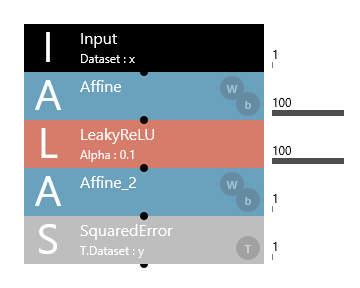 I
Input
Dataset : x
1
A
Affine
W
b
100
L
LeakyReLU
Alpha : 0.1
100
A
Affine_2
W
b
1
S
SquaredError
T.Dataset : y
T
1